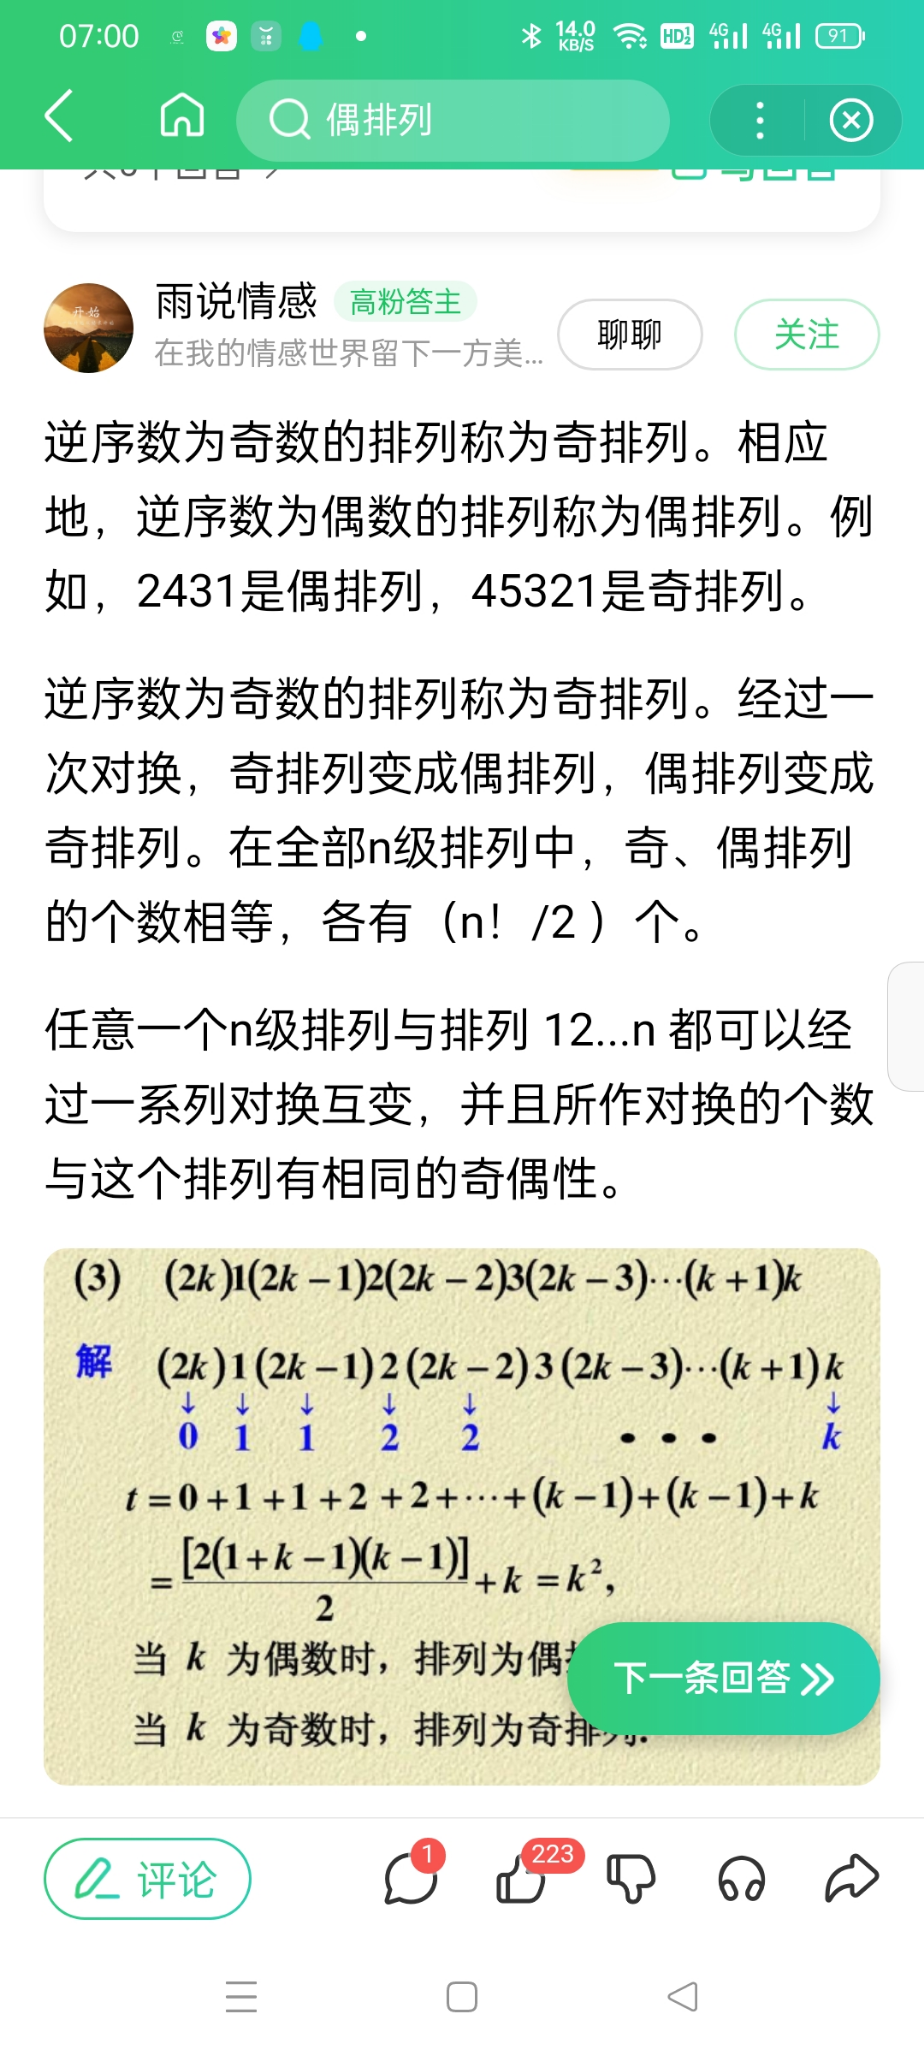 07:00
14.0
KB/S
HD
4G
4G
91
偶排列
雨说情感 高粉答主
在我的情感世界留下一方美...
聊聊
关注
开始
逆序数为奇数的排列称为奇排列。相应
地，逆序数为偶数的排列称为偶排列。例
如，2431是偶排列，45321是奇排列。
逆序数为奇数的排列称为奇排列。经过一
次对换，奇排列变成偶排列，偶排列变成
奇排列。在全部n级排列中，奇、偶排列
的个数相等，各有（n！/2 ）个。
任意一个n级排列与排列 12...n 都可以经
过一系列对换互变，并且所作对换的个数
与这个排列有相同的奇偶性。
(3) (2k)1(2k−1)2(2k−2)3(2k−3)⋯(k+1)k
解 (2k)1(2k−1)2(2k−2)3(2k−3)⋯(k+1)k
↓ ↓ ↓ ↓ ↓ ↓
0 1 1 2 2 • • • k
t=0+1+1+2+2+⋯+(k−1)+(k−1)+k
=[2(1+k−1)(k−1)]/2+k=k²,
当 k 为偶数时，排列为偶
当 k 为奇数时，排列为奇排列.
下一条回答
评论
1
223